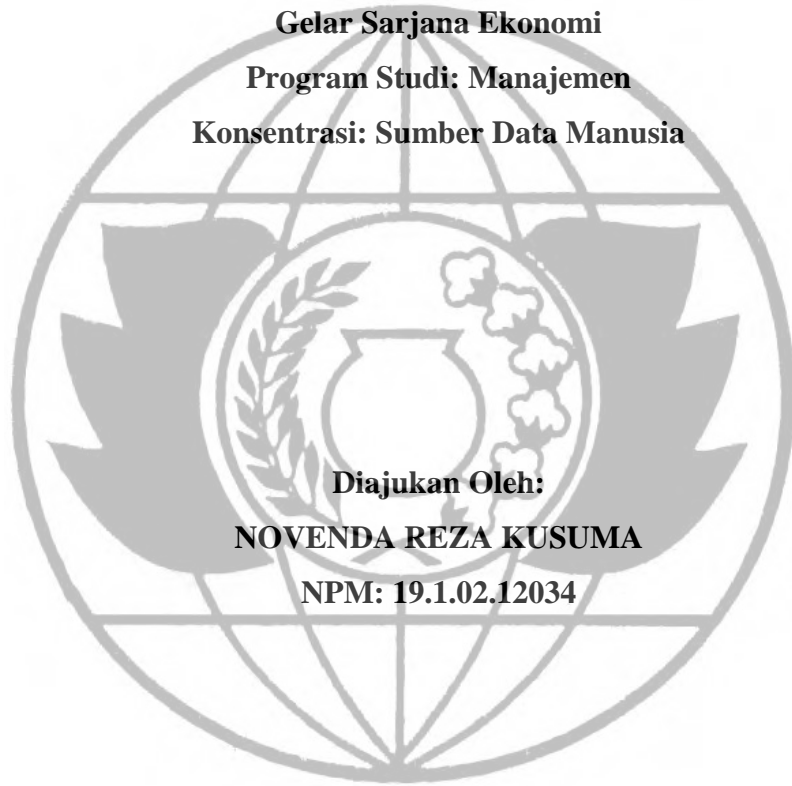 Gelar Sarjana Ekonomi
Program Studi: Manajemen
Konsentrasi: Sumber Data Manusia
Diajukan Oleh:
NOVENDA REZA KUSUMA
NPM: 19.1.02.12034